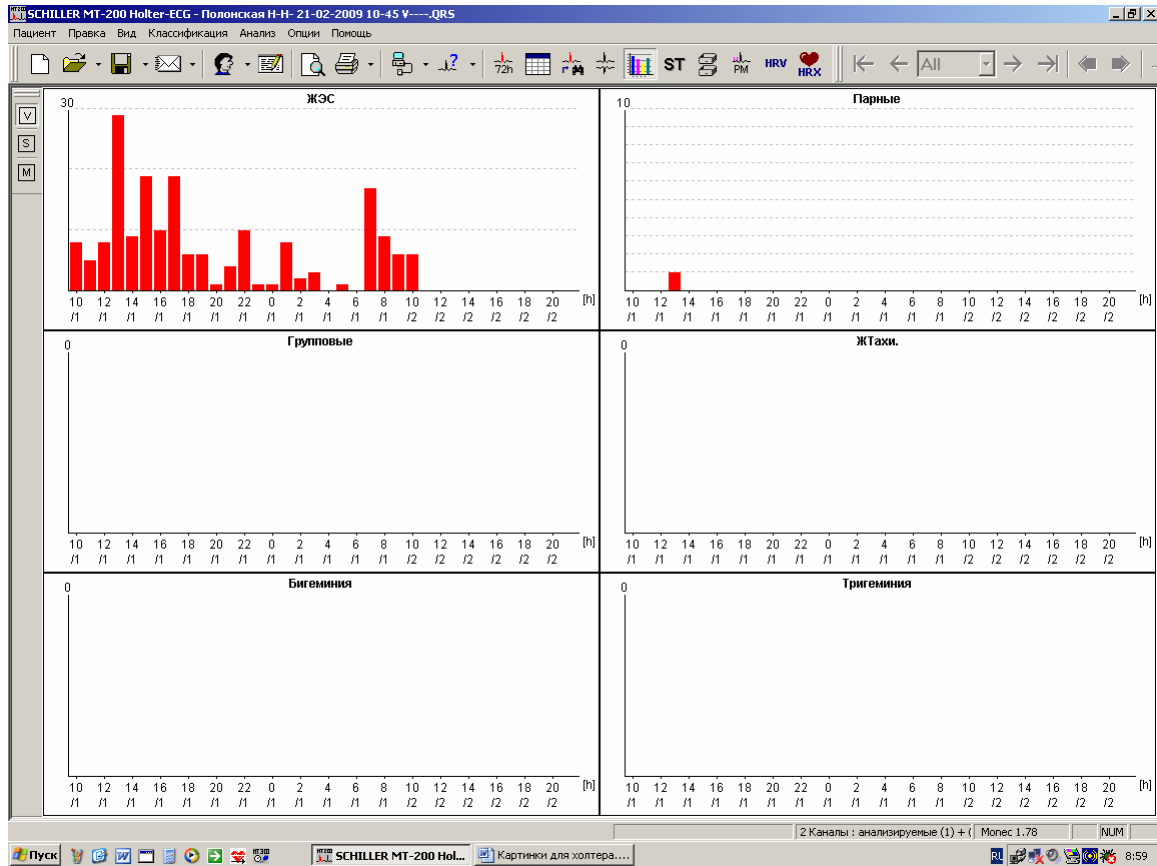 SCHILLER MT-200 Holter-ECG - Полонская Н-Н- 21-02-2009 10-45 V----.QRS
Пациент Правка Вид Классификация Анализ Опции Помощь
72h ST PM HRV HRX All
V
S
M
ЖЭС
30
10 12 14 16 18 20 22 0 2 4 6 8 10 12 14 16 18 20 [h]
/1 /1 /1 /1 /1 /1 /1 /1 /1 /1 /1 /1 /2 /2 /2 /2 /2 /2
Парные
10
10 12 14 16 18 20 22 0 2 4 6 8 10 12 14 16 18 20 [h]
/1 /1 /1 /1 /1 /1 /1 /1 /1 /1 /1 /1 /2 /2 /2 /2 /2 /2
Групповые
0
10 12 14 16 18 20 22 0 2 4 6 8 10 12 14 16 18 20 [h]
/1 /1 /1 /1 /1 /1 /1 /1 /1 /1 /1 /1 /2 /2 /2 /2 /2 /2
ЖТахи.
0
10 12 14 16 18 20 22 0 2 4 6 8 10 12 14 16 18 20 [h]
/1 /1 /1 /1 /1 /1 /1 /1 /1 /1 /1 /1 /2 /2 /2 /2 /2 /2
Бигеминия
0
10 12 14 16 18 20 22 0 2 4 6 8 10 12 14 16 18 20 [h]
/1 /1 /1 /1 /1 /1 /1 /1 /1 /1 /1 /1 /2 /2 /2 /2 /2 /2
Тригеминия
0
10 12 14 16 18 20 22 0 2 4 6 8 10 12 14 16 18 20 [h]
/1 /1 /1 /1 /1 /1 /1 /1 /1 /1 /1 /1 /2 /2 /2 /2 /2 /2
2 Каналы : анализируемые (1) + ( Monec 1.78 NUM
Пуск SCHILLER MT-200 Hol... Картинки для холтера.... RL 8:59